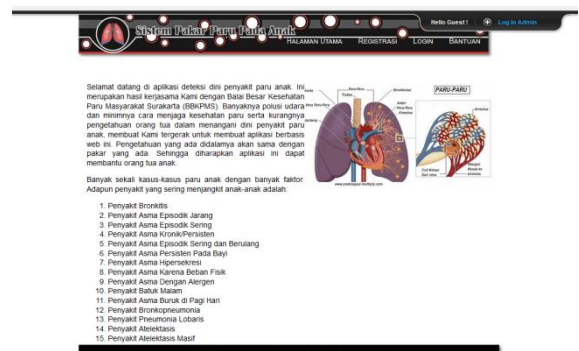 Hello Guest !
Log In Admin
Sistem Pakar Paru Pada Anak
HALAMAN UTAMA REGISTRASI LOGIN BANTUAN
Selamat datang di aplikasi deteksi dini penyakit paru anak. Ini
merupakan hasil kerjasama Kami dengan Balai Besar Kesehatan
Paru Masyarakat Surakarta (BBKPMS). Banyaknya polusi udara
dan mininnya cara menjaga kesehatan paru serta kurangnya
pengetahuan orang tua dalam menangani dini penyakit paru
anak, membuat Kami tergerak untuk membuat aplikasi berbasis
web ini. Pengetahuan yang ada didalamya akan sama dengan
pakar yang ada. Sehingga diharapkan aplikasi ini dapat
membantu orang tua anak.
PARU-PARU
Banyak sekali kasus-kasus paru anak dengan banyak faktor.
Adapun penyakit yang sering menjangkit anak-anak adalah:
1. Penyakit Bronkitis
2. Penyakit Asma Episodik Jarang
3. Penyakit Asma Episodik Sering
4. Penyakit Asma Kronik/Persisten
5. Penyakit Asma Episodik Sering dan Berulang
6. Penyakit Asma Persisten Pada Bayi
7. Penyakit Asma Hipersekresi
8. Penyakit Asma Karena Beban Fisik
9. Penyakit Asma Dengan Alergen
10. Penyakit Batuk Malam
11. Penyakit Asma Buruk di Pagi Hari
12. Penyakit Bronkopneumonia
13. Penyakit Pneumonia Lobaris
14. Penyakit Atelektasis
15. Penyakit Atelektasis Masif